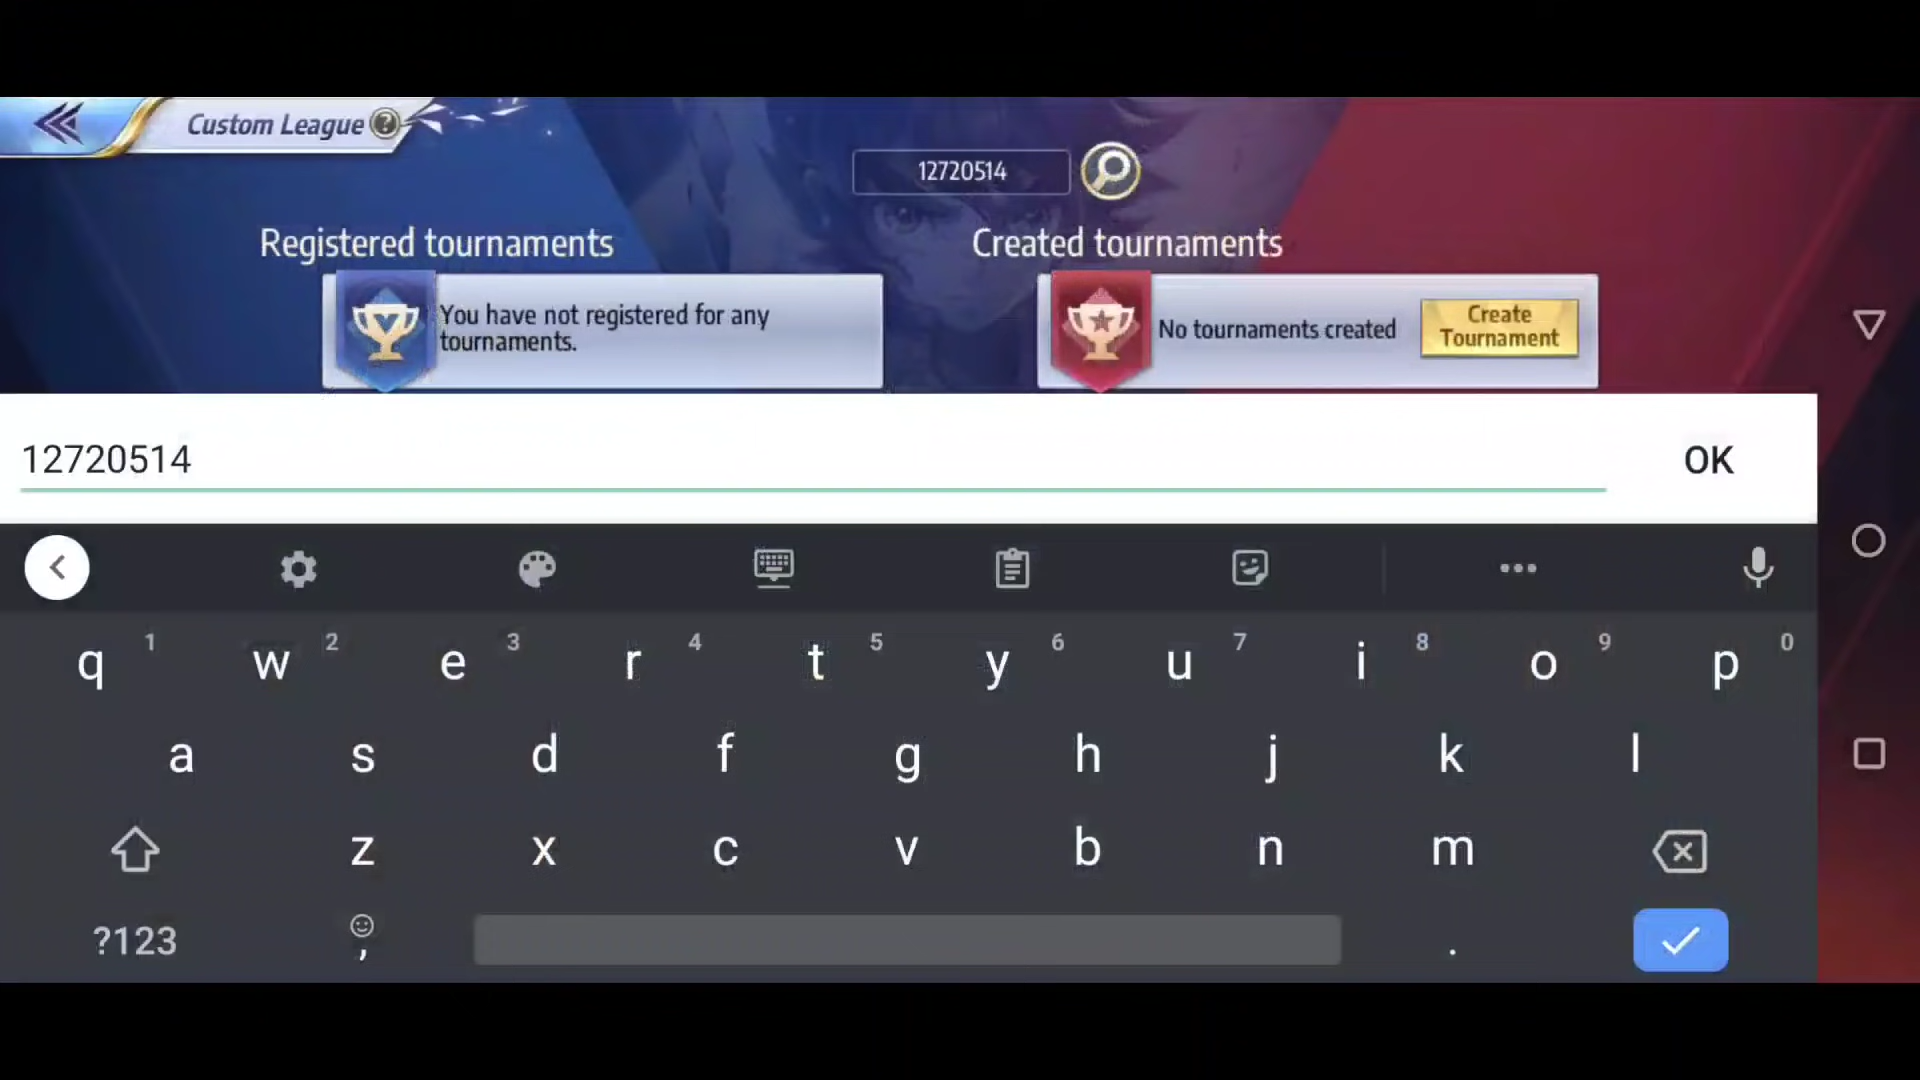 Custom League ?
12720514
Registered tournaments
Created tournaments
You have not registered for any
tournaments.
No tournaments created
Create
Tournament
12720514
OK
q 1 w 2 e 3 r 4 t 5 y 6 u 7 i 8 o 9 p 0
a s d f g h j k l
z x c v b n m
?123 , .